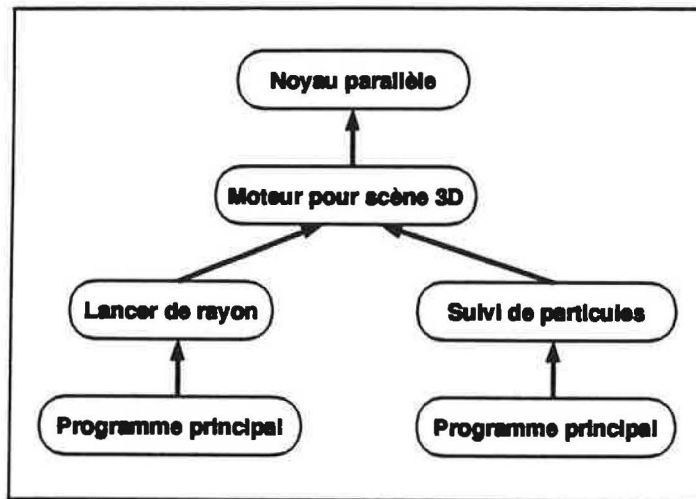 Noyau parallèle
Moteur pour scène 3D
Lancer de rayon
Suivi de particules
Programme principal
Programme principal